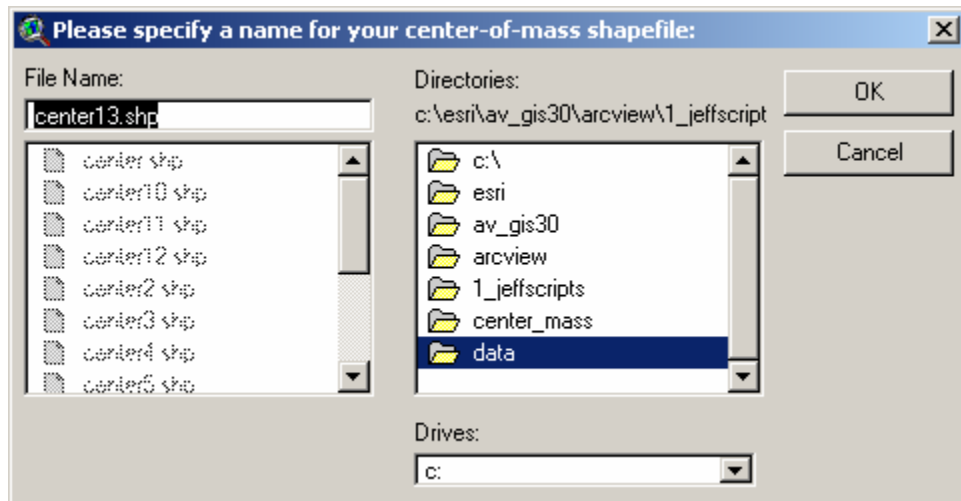 Please specify a name for your center-of-mass shapefile:
File Name:
center13.shp
center.shp
center10.shp
center11.shp
center12.shp
center2.shp
center3.shp
center4.shp
center5.shp
Directories:
c:\esri\av_gis30\arcview\1_jeffscript
c:\
esri
av_gis30
arcview
1_jeffscripts
center_mass
data
Drives:
c:
OK
Cancel